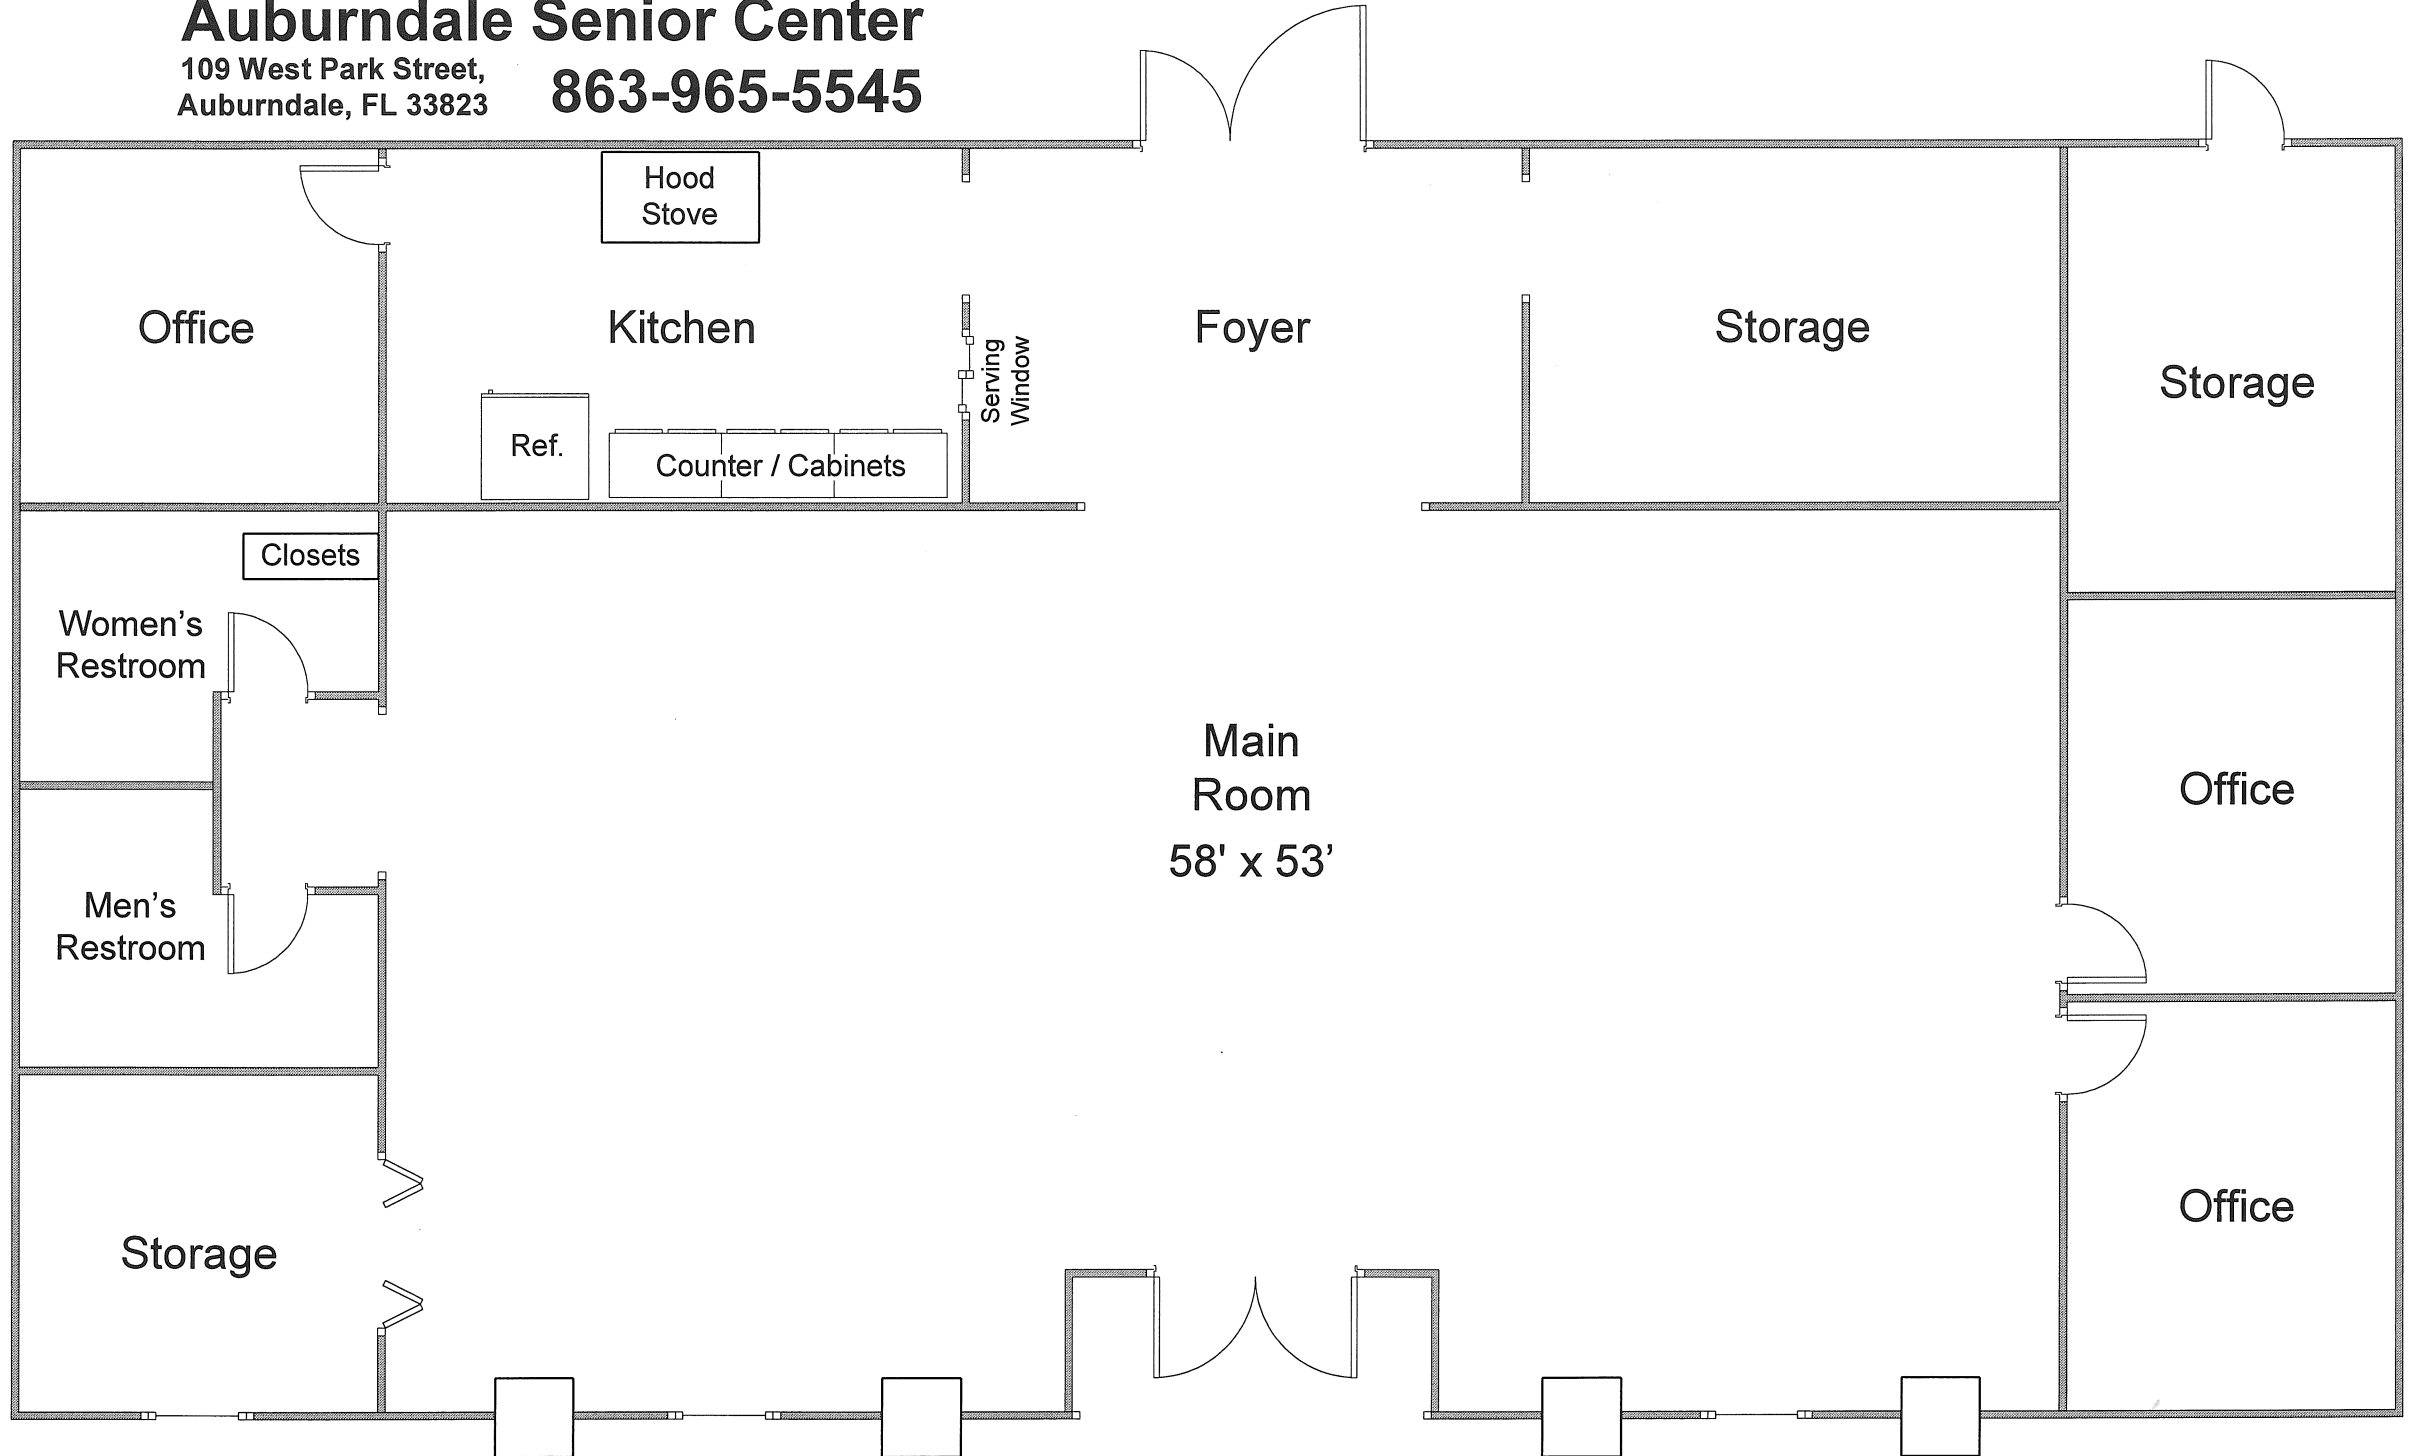 Auburndale Senior Center
109 West Park Street,
Auburndale, FL 33823
863-965-5545
Hood
Stove
Office
Kitchen
Serving
Window
Foyer
Storage
Storage
Ref.
Counter / Cabinets
Closets
Women’s
Restroom
Main
Room
58' x 53’
Office
Men’s
Restroom
Storage
Office